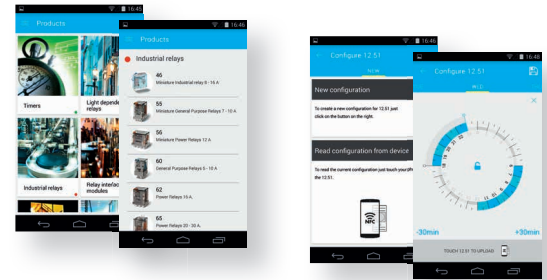 16:45
Products
Timers
Light depende
relays
Industrial relays
Relay interfac
modules
16:46
Products
Industrial relays
46
Miniature Industrial relay 8 - 16 A
55
Miniature General Purpose Relays 7 - 10 A
56
Miniature Power Relays 12 A
60
General Purpose Relays 6 - 10 A
62
Power Relays 16 A.
65
Power Relays 20 - 30 A.
16:46
Configure 12.51
New configuration
To create a new configuration for 12.51 just
click on the button on the right.
Read configuration from device
To read the current configuration just touch your
the 12.51.
NFC
16:48
Configure 12.51
-30min
+30min
TOUCH 12.51 TO UPLOAD